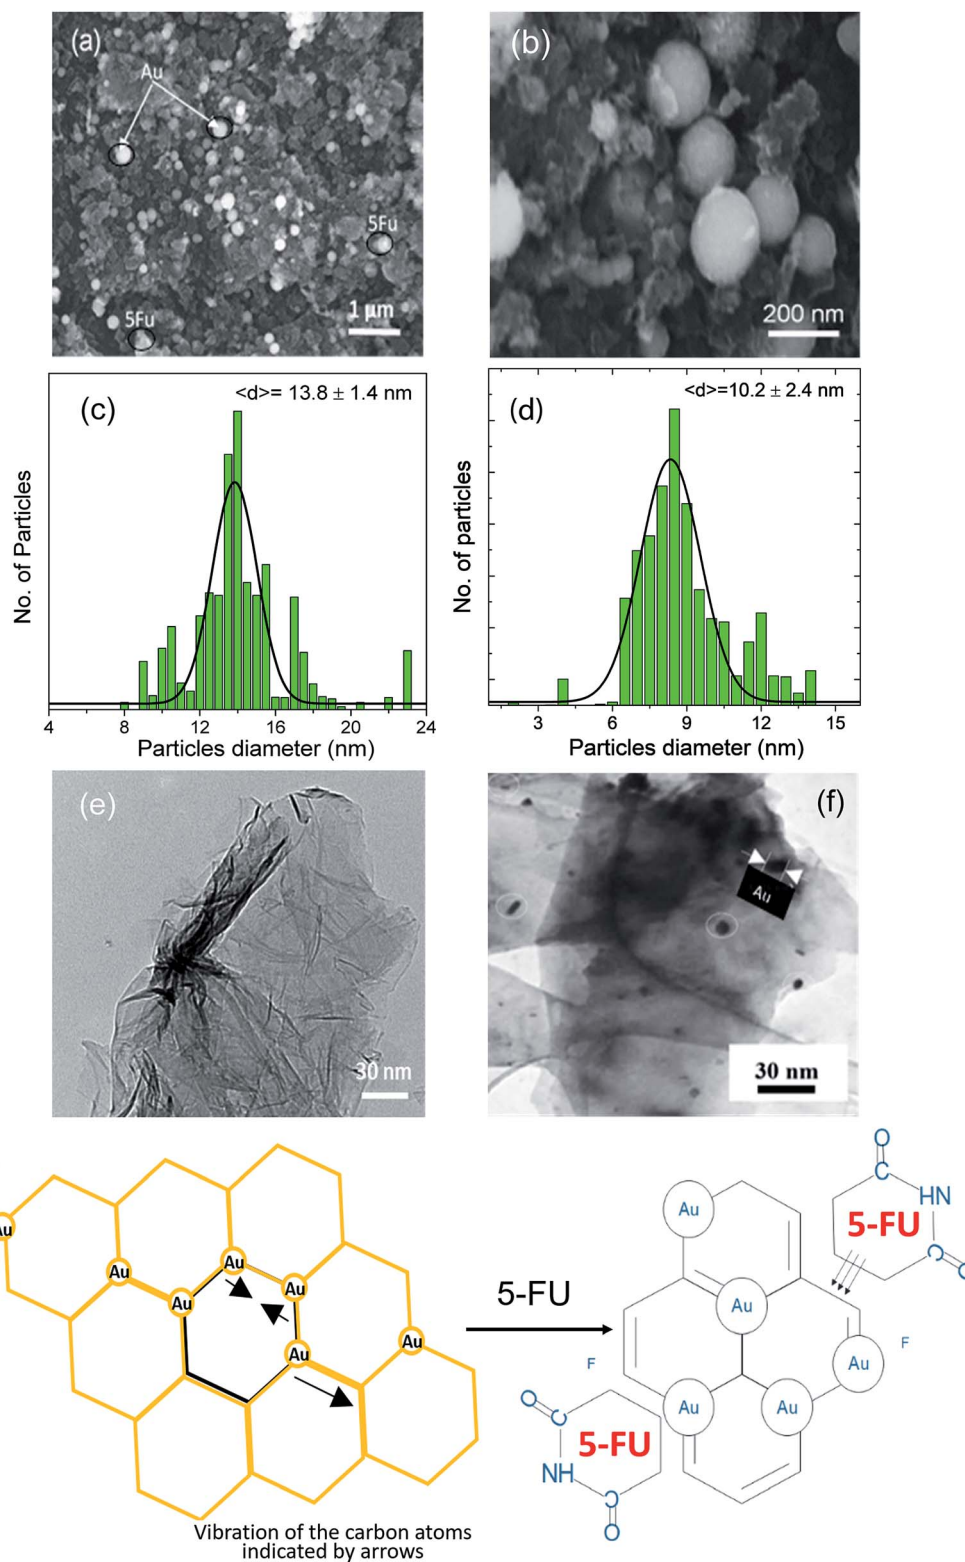 (a)
Au
5Fu
5Fu
1 μm
(b)
200 nm
(c)
<d>= 13.8 ± 1.4 nm
No. of Particles
4 8 12 16 20 24
Particles diameter (nm)
(d)
<d>=10.2 ± 2.4 nm
No. of particles
3 6 9 12 15
Particles diameter (nm)
(e)
30 nm
(f)
Au
30 nm
Au
Au
Au
Au
Au
Au
Au
Vibration of the carbon atoms
indicated by arrows
5-FU
O
C
HN
5-FU
C
O
Au
Au
F
F
Au
Au
Au
O
C
5-FU
NH
C
O